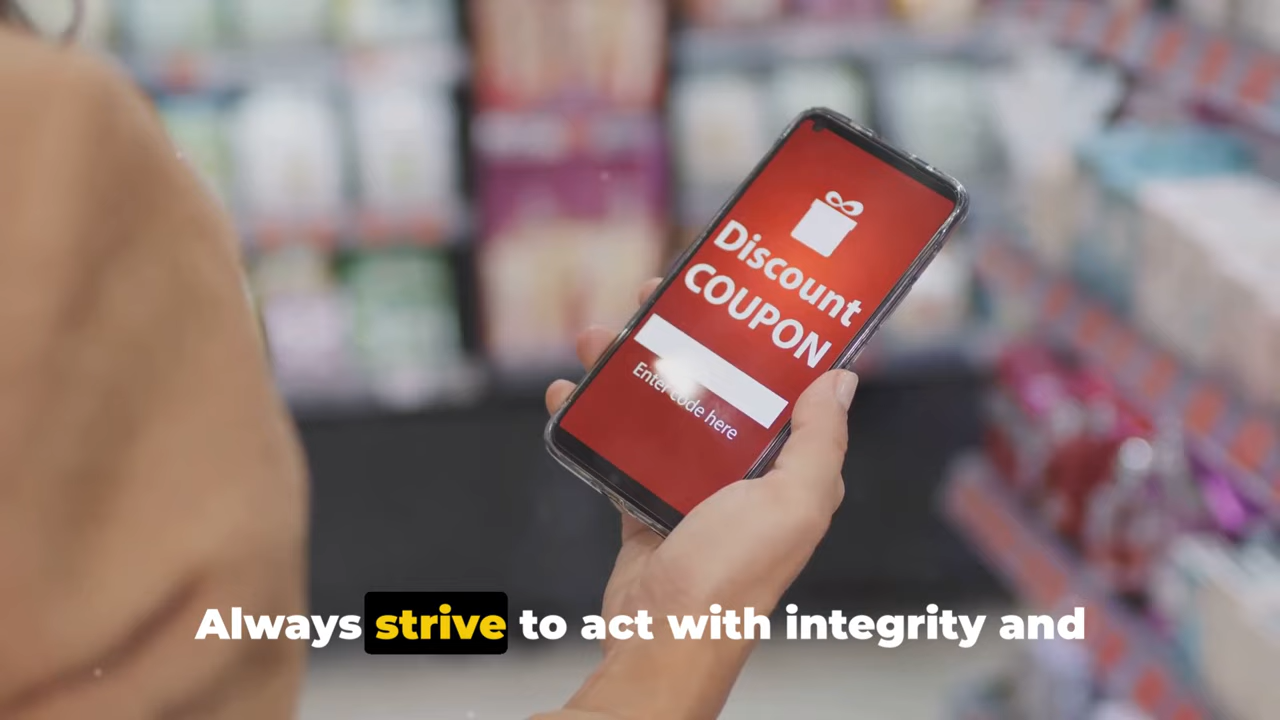 Discount
COUPON
Enter code here
Always strive to act with integrity and